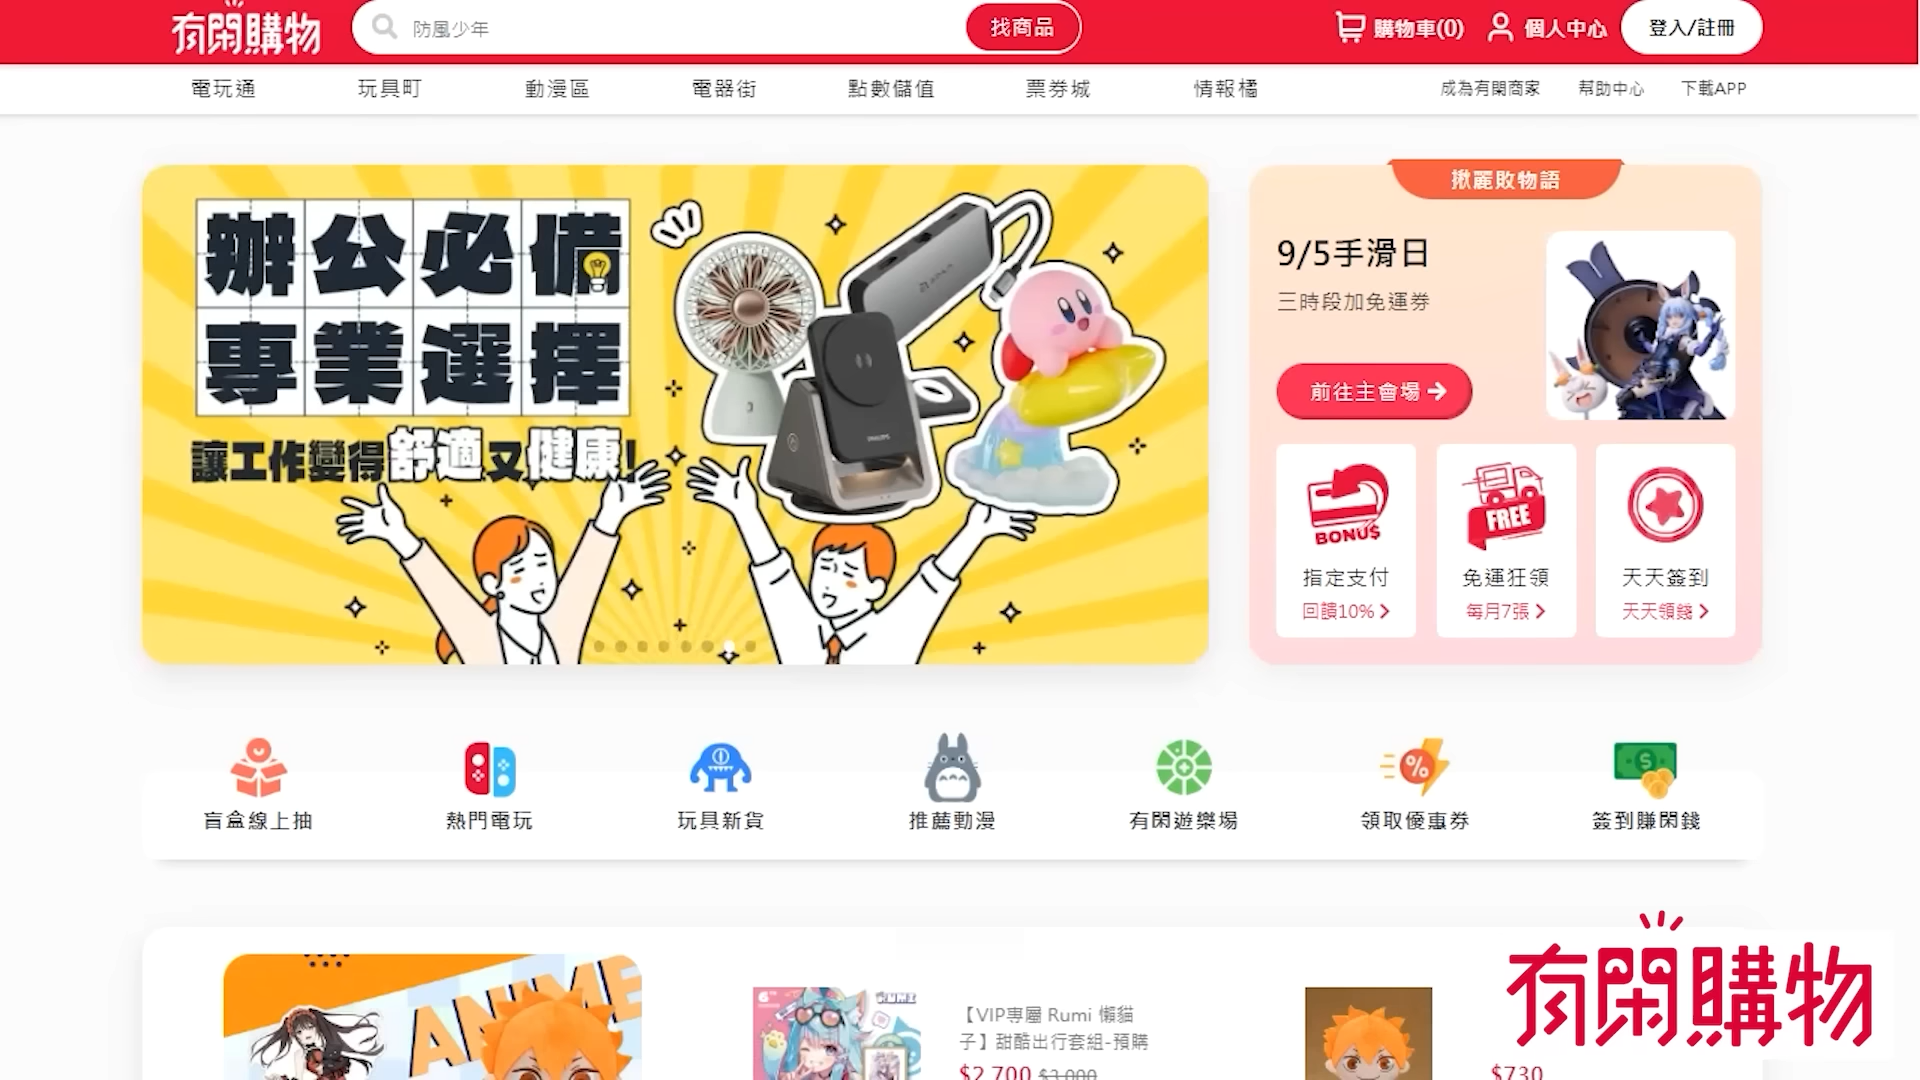 有閑購物
防風少年
找商品
購物車(0)
個人中心
登入/註冊
電玩通
玩具町
動漫區
電器街
點數儲值
票券城
情報橘
成為有閑商家
幫助中心
下載APP
辦公必備
專業選擇
讓工作變得舒適又健康!
揪麗敗物語
9/5手滑日
三時段加免運券
前往主會場
BONUS
指定支付
回饋10%
FREE
免運狂領
每月7張
天天簽到
天天領錢
盲盒線上抽
熱門電玩
玩具新貨
推薦動漫
有閑遊樂場
領取優惠券
簽到賺閑錢
ANIME
RUMI
【VIP專屬 Rumi 懶貓
子】甜酷出行套組-預購
$2,700 $3,000
$730
有閑購物